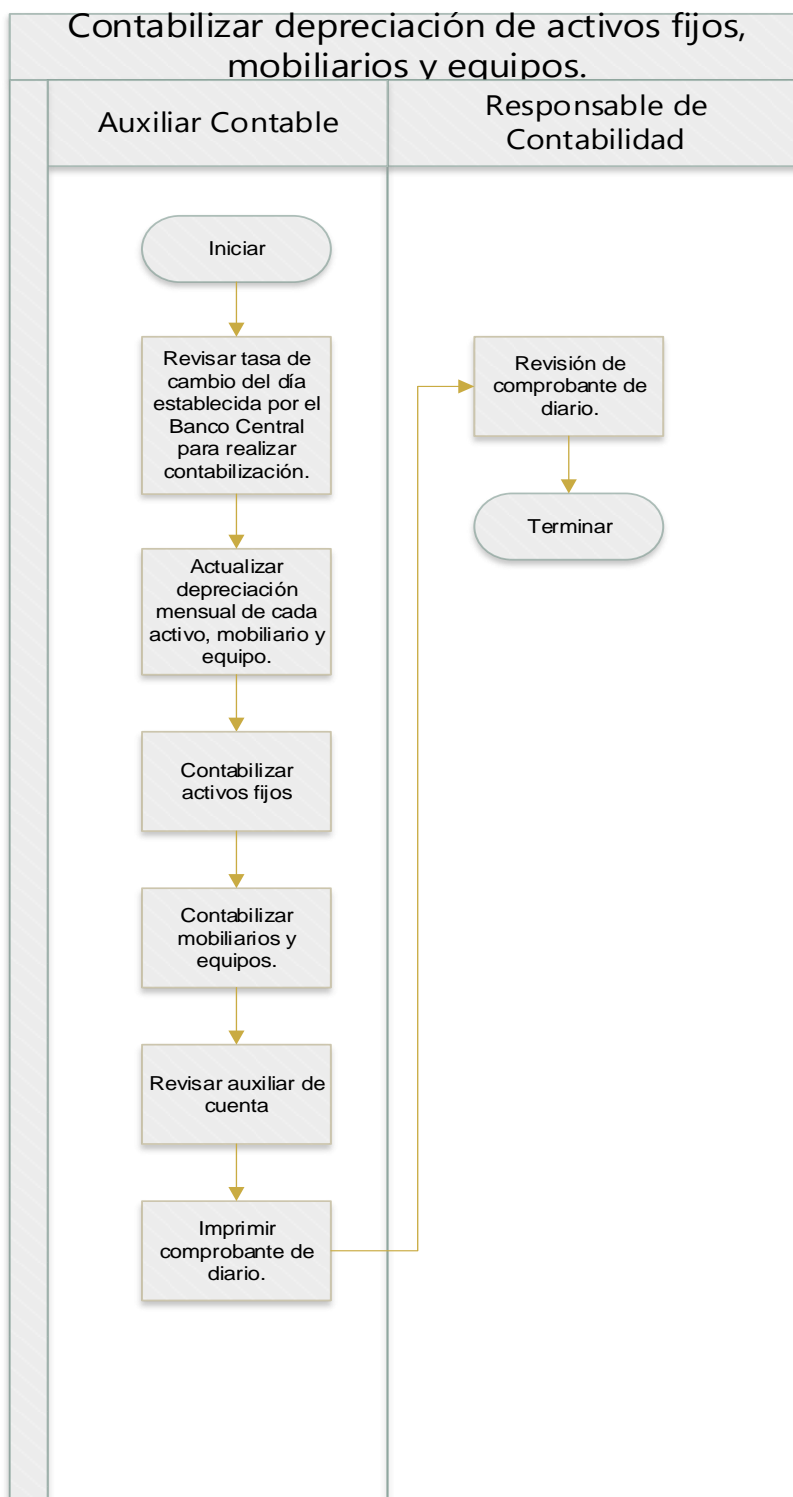 Contabilizar depreciación de activos fijos,
mobiliarios y equipos.
Auxiliar Contable
Responsable de
Contabilidad
Iniciar
Revisar tasa de
cambio del día
establecida por el
Banco Central
para realizar
contabilización.
Actualizar
depreciación
mensual de cada
activo, mobiliario y
equipo.
Contabilizar
activos fijos
Contabilizar
mobiliarios y
equipos.
Revisar auxiliar de
cuenta
Imprimir
comprobante de
diario.
Revisión de
comprobante de
diario.
Terminar